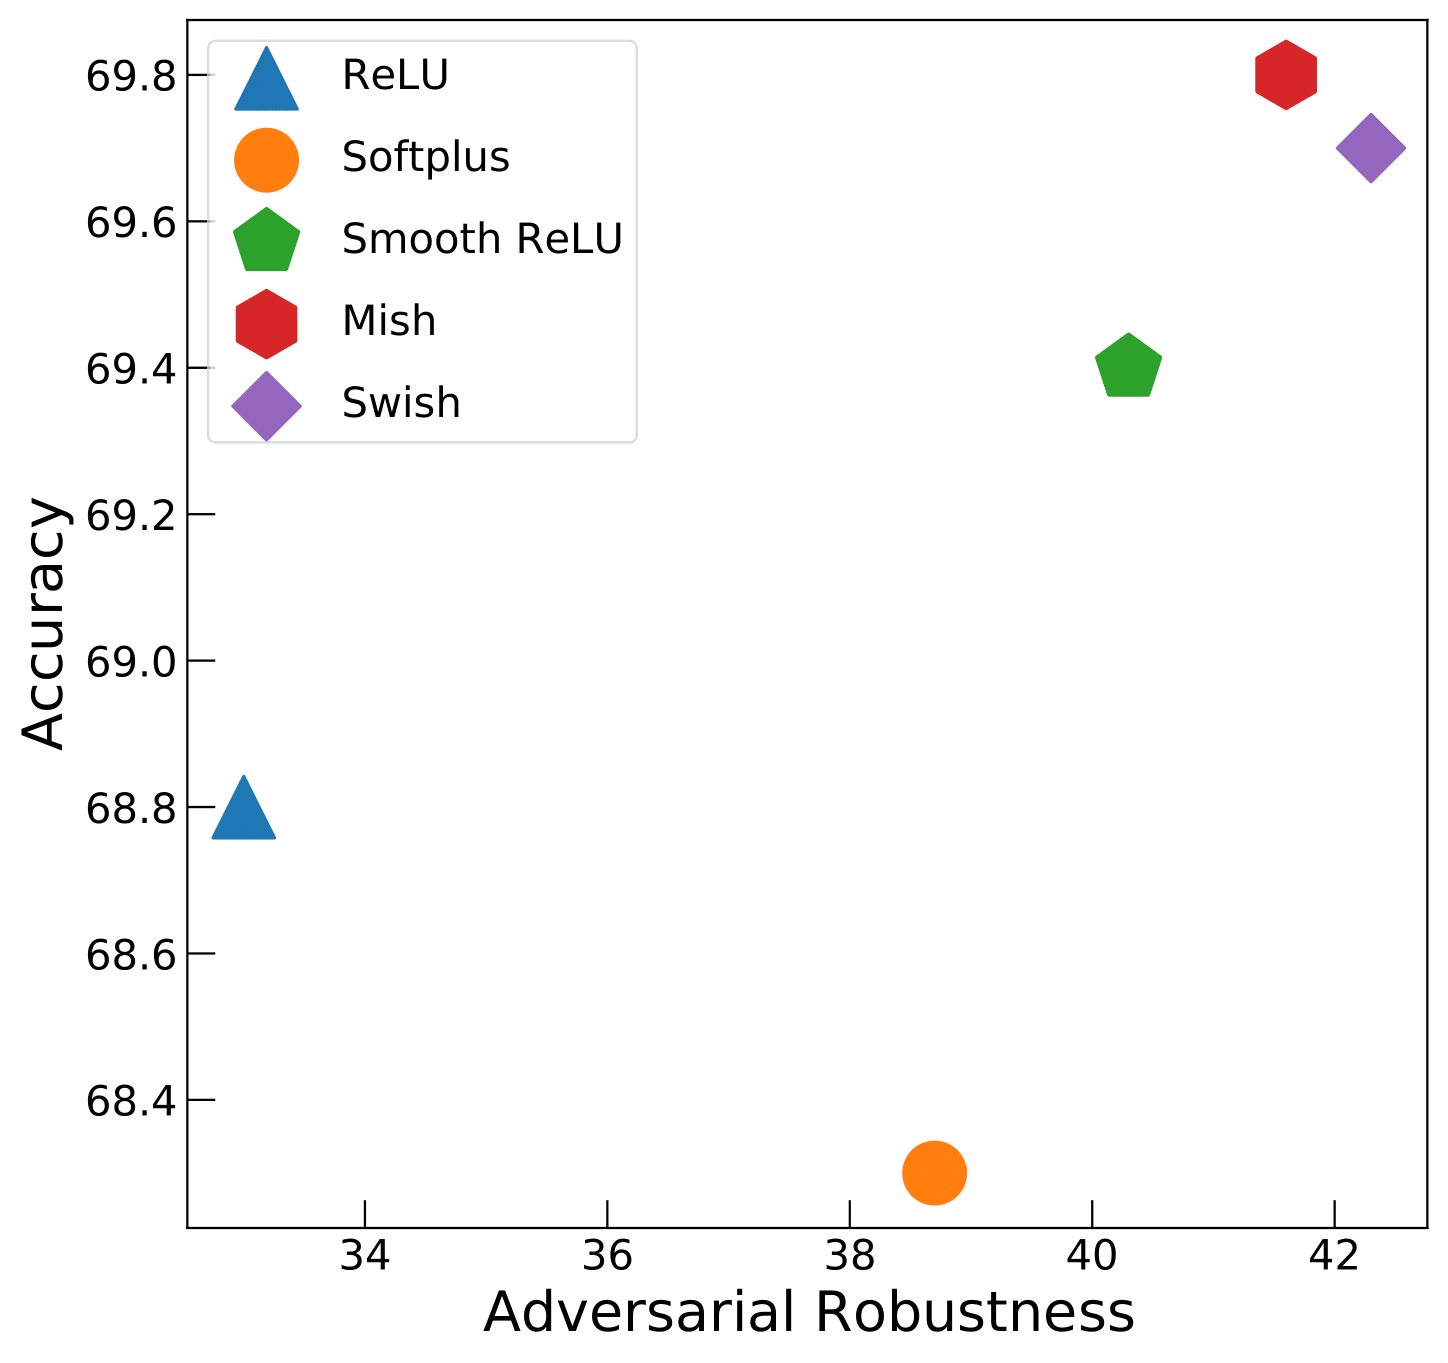 69.8
69.6
69.4
69.2
69.0
68.8
68.6
68.4
Accuracy
ReLU
Softplus
Smooth ReLU
Mish
Swish
34 36 38 40 42
Adversarial Robustness